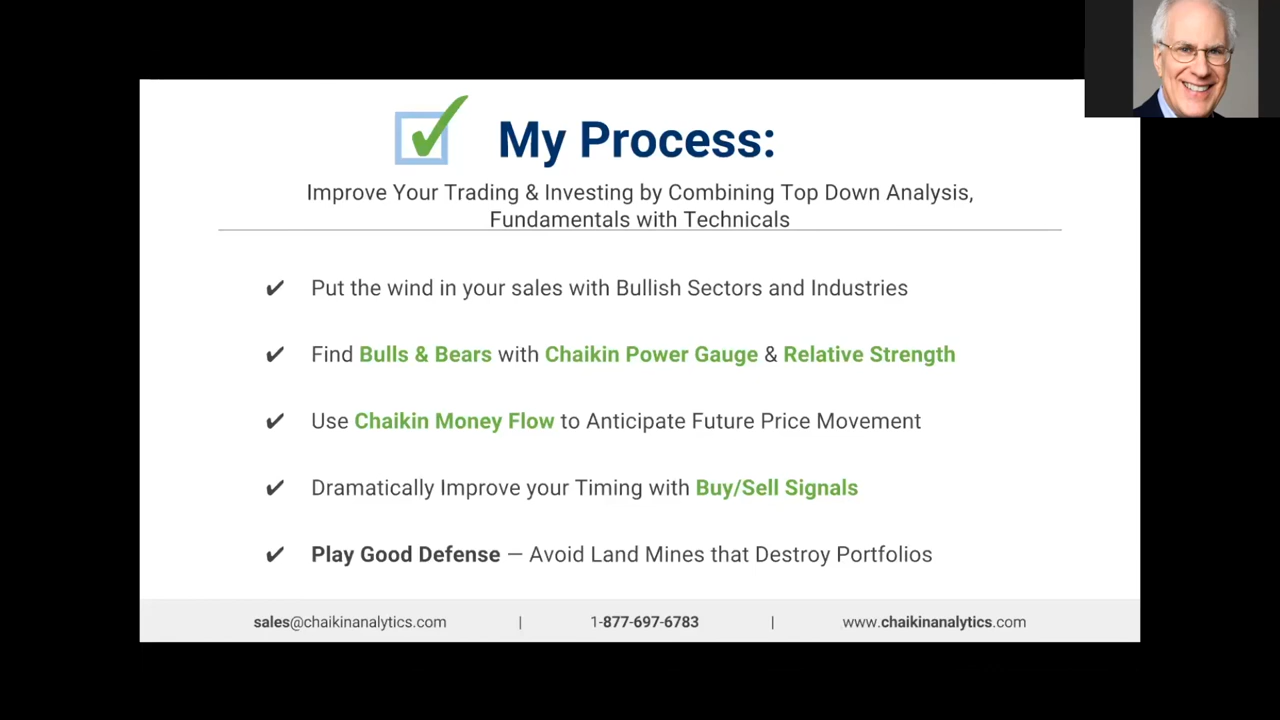 My Process:
Improve Your Trading & Investing by Combining Top Down Analysis,
Fundamentals with Technicals
✔ Put the wind in your sales with Bullish Sectors and Industries
✔ Find Bulls & Bears with Chaikin Power Gauge & Relative Strength
✔ Use Chaikin Money Flow to Anticipate Future Price Movement
✔ Dramatically Improve your Timing with Buy/Sell Signals
✔ Play Good Defense — Avoid Land Mines that Destroy Portfolios
sales@chaikinanalytics.com | 1-877-697-6783 | www.chaikinanalytics.com